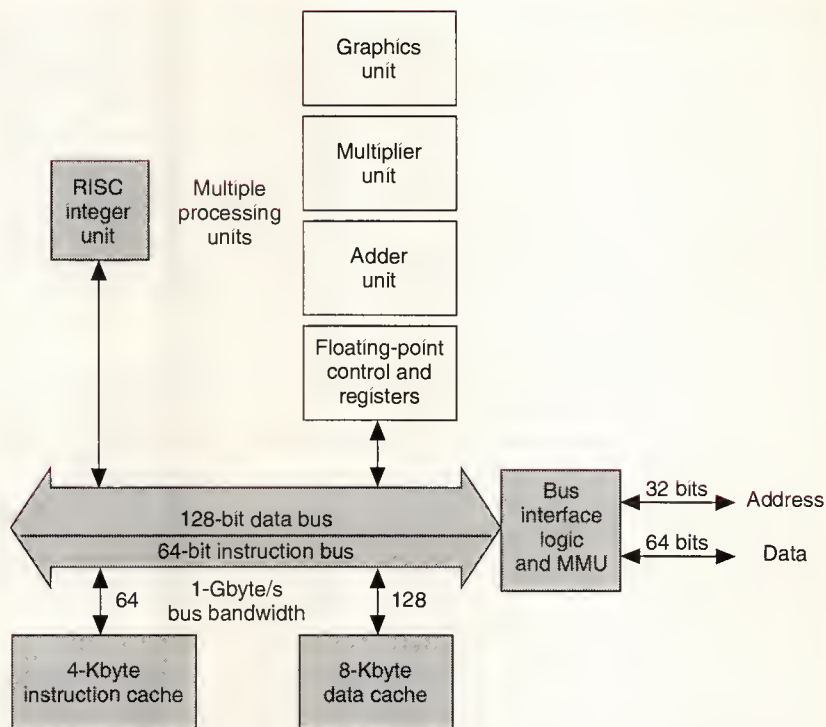 Graphics
unit
Multiplier
unit
RISC
integer
unit
Multiple
processing
units
Adder
unit
Floating-point
control and
registers
128-bit data bus
64-bit instruction bus
Bus
interface
logic
and MMU
32 bits
Address
64 bits
Data
64
1-Gbyte/s
bus bandwidth
128
4-Kbyte
instruction cache
8-Kbyte
data cache